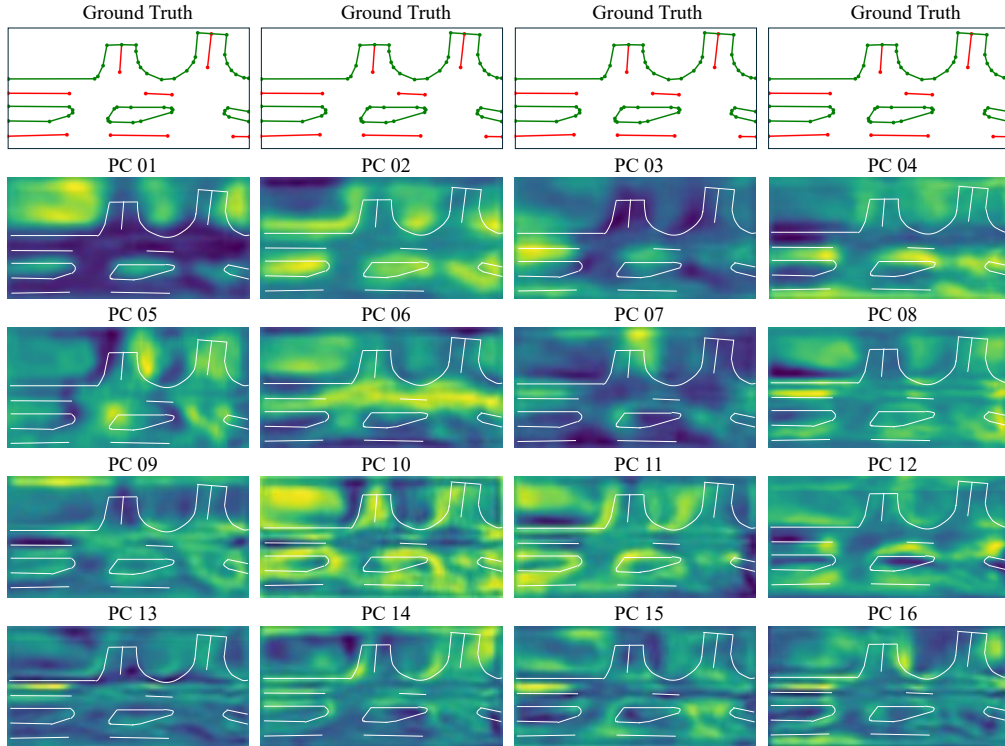 Ground Truth Ground Truth Ground Truth Ground Truth
PC 01 PC 02 PC 03 PC 04
PC 05 PC 06 PC 07 PC 08
PC 09 PC 10 PC 11 PC 12
PC 13 PC 14 PC 15 PC 16